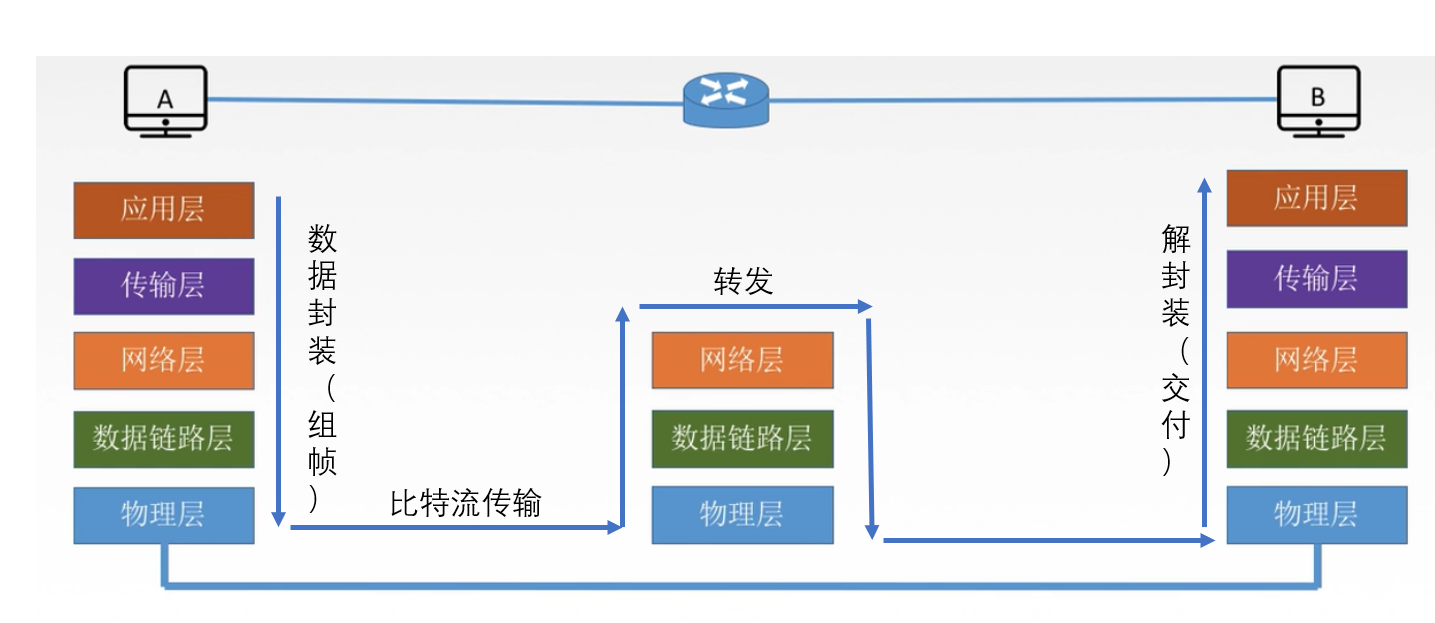 A
B
应用层
传输层
网络层
数据链路层
物理层
数据封装（组帧）
比特流传输
转发
网络层
数据链路层
物理层
解封装（交付）
应用层
传输层
网络层
数据链路层
物理层